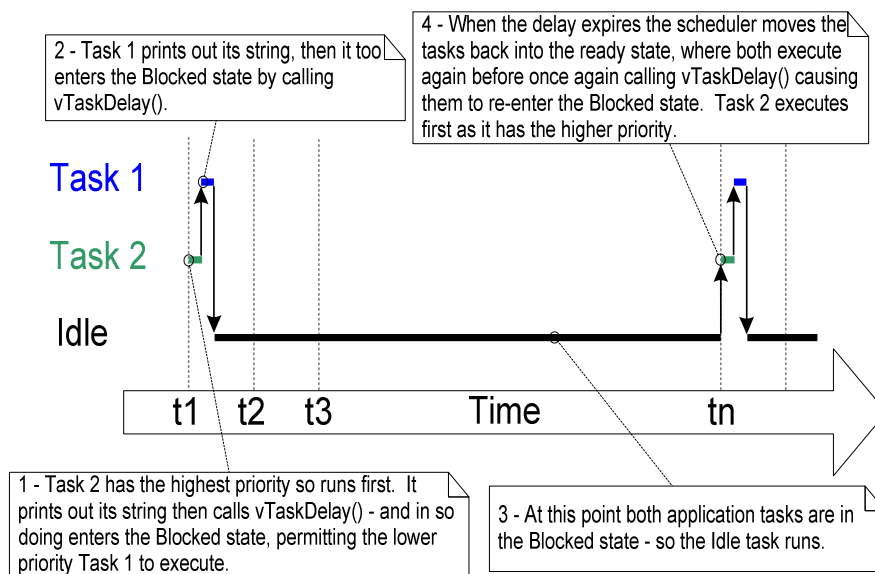 2 - Task 1 prints out its string, then it too
enters the Blocked state by calling
vTaskDelay().
4 - When the delay expires the scheduler moves the
tasks back into the ready state, where both execute
again before once again calling vTaskDelay() causing
them to re-enter the Blocked state.  Task 2 executes
first as it has the higher priority.
Task 1
Task 2
Idle
t1 t2 t3 Time tn
1 - Task 2 has the highest priority so runs first.  It
prints out its string then calls vTaskDelay() - and in so
doing enters the Blocked state, permitting the lower
priority Task 1 to execute.
3 - At this point both application tasks are in
the Blocked state - so the Idle task runs.